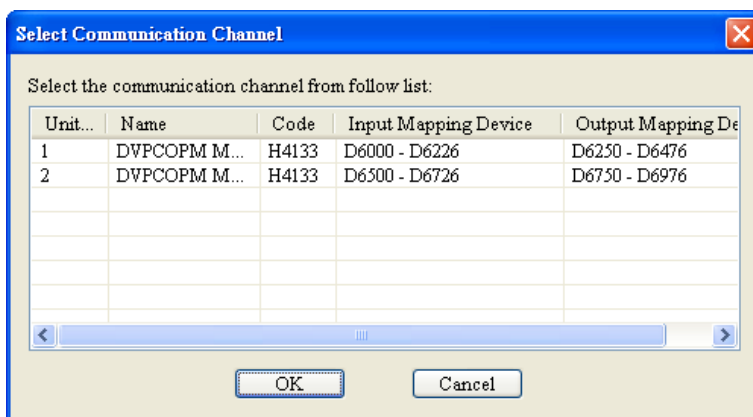 Select Communication Channel
Select the communication channel from follow list:
Unit... Name Code Input Mapping Device Output Mapping De
1 DVPCOPM M... H4133 D6000 - D6226 D6250 - D6476
2 DVPCOPM M... H4133 D6500 - D6726 D6750 - D6976
OK Cancel